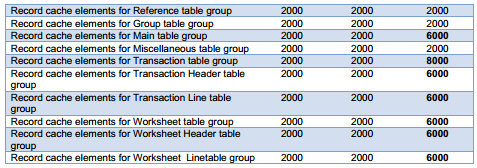 Record cache elements for Reference table group 2000 2000 2000
Record cache elements for Group table group 2000 2000 2000
Record cache elements for Main table group 2000 2000 6000
Record cache elements for Miscellaneous table group 2000 2000 2000
Record cache elements for Transaction table group 2000 2000 8000
Record cache elements for Transaction Header table 2000 2000 6000
group
Record cache elements for Transaction Line table 2000 2000 6000
group
Record cache elements for Worksheet table group 2000 2000 6000
Record cache elements for Worksheet Header table 2000 2000 6000
group
Record cache elements for Worksheet Linetable group 2000 2000 6000